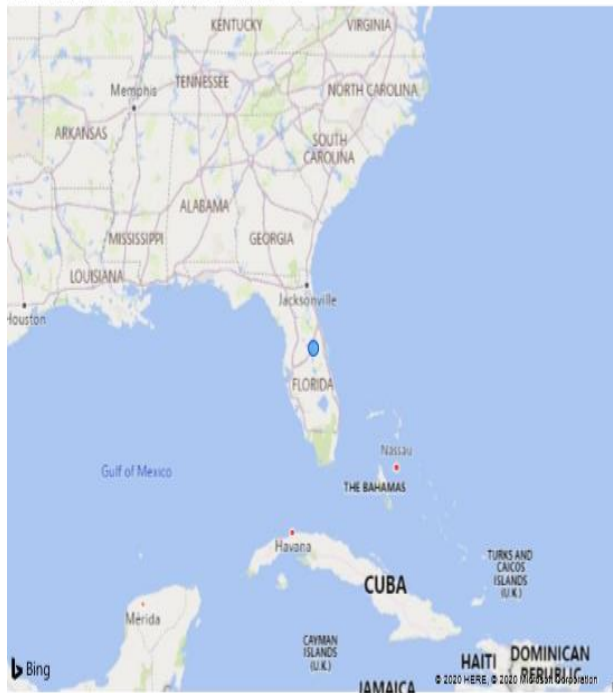 KENTUCKY
VIRGINIA
TENNESSEE
NORTH CAROLINA
Memphis
ARKANSAS
SOUTH
CAROLINA
ALABAMA
MISSISSIPPI
GEORGIA
LOUISIANA
Jacksonville
Houston
FLORIDA
Nassau
Gulf of Mexico
THE BAHAMAS
Havana
TURKS AND
CAICOS
ISLANDS
(U.K.)
CUBA
Mérida
CAYMAN
ISLANDS
(U.K.)
HAITI
DOMINICAN
REPUBLIC
Bing
JAMAICA
© 2020 HERE, © 2020 Microsoft Corporation